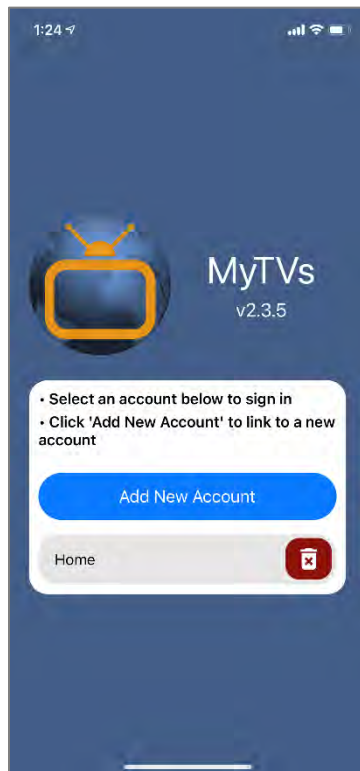 1:24
MyTVs
v2.3.5
• Select an account below to sign in
• Click 'Add New Account' to link to a new
account
Add New Account
Home